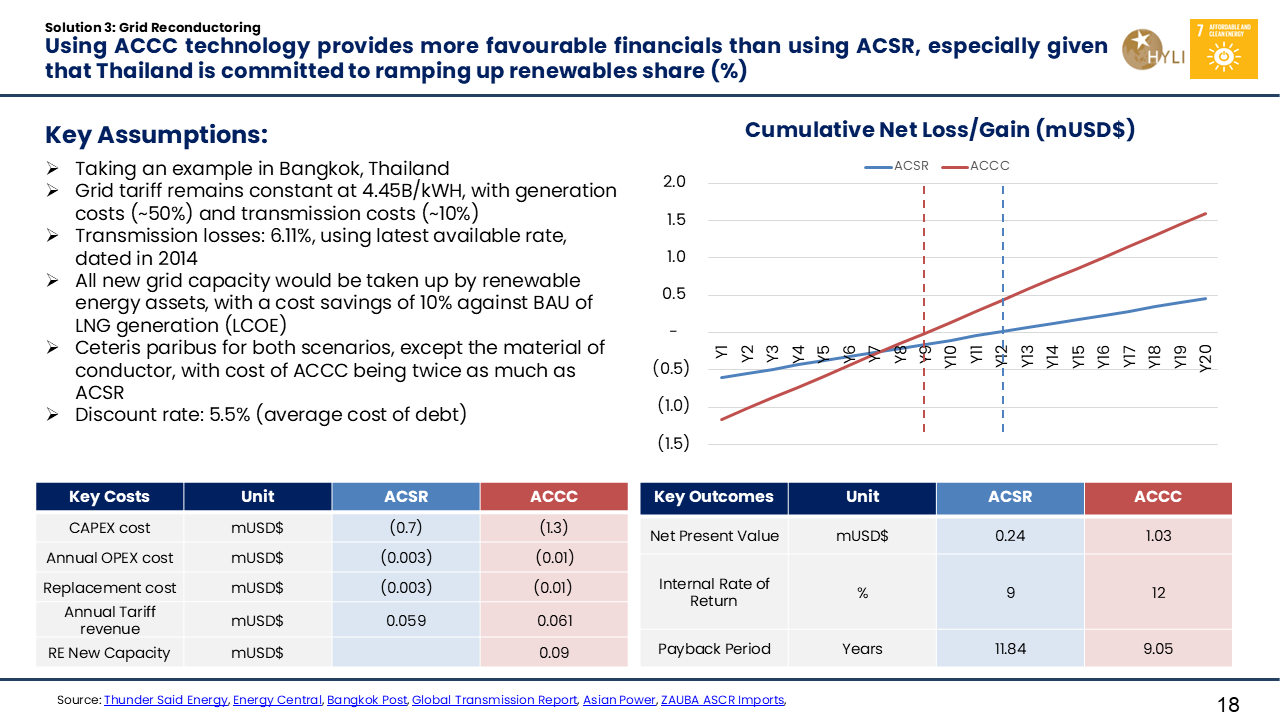 Solution 3: Grid Reconductoring
Using ACCC technology provides more favourable financials than using ACSR, especially given
that Thailand is committed to ramping up renewables share (%)
HYLI
7 AFFORDABLE AND
CLEAN ENERGY
Key Assumptions:
➢ Taking an example in Bangkok, Thailand
➢ Grid tariff remains constant at 4.45B/kWH, with generation
costs (~50%) and transmission costs (~10%)
➢ Transmission losses: 6.11%, using latest available rate,
dated in 2014
➢ All new grid capacity would be taken up by renewable
energy assets, with a cost savings of 10% against BAU of
LNG generation (LCOE)
➢ Ceteris paribus for both scenarios, except the material of
conductor, with cost of ACCC being twice as much as
ACSR
➢ Discount rate: 5.5% (average cost of debt)
Cumulative Net Loss/Gain (mUSD$)
ACSR ACCC
2.0
1.5
1.0
0.5
-
(0.5)
(1.0)
(1.5)
Y1 Y2 Y3 Y4 Y5 Y6 Y7 Y8 Y9 Y10 Y11 Y12 Y13 Y14 Y15 Y16 Y17 Y18 Y19 Y20
Key Costs Unit ACSR ACCC
CAPEX cost mUSD$ (0.7) (1.3)
Annual OPEX cost mUSD$ (0.003) (0.01)
Replacement cost mUSD$ (0.003) (0.01)
Annual Tariff
revenue mUSD$ 0.059 0.061
RE New Capacity mUSD$ 0.09
Key Outcomes Unit ACSR ACCC
Net Present Value mUSD$ 0.24 1.03
Internal Rate of
Return % 9 12
Payback Period Years 11.84 9.05
Source: Thunder Said Energy, Energy Central, Bangkok Post, Global Transmission Report, Asian Power, ZAUBA ASCR Imports,
18